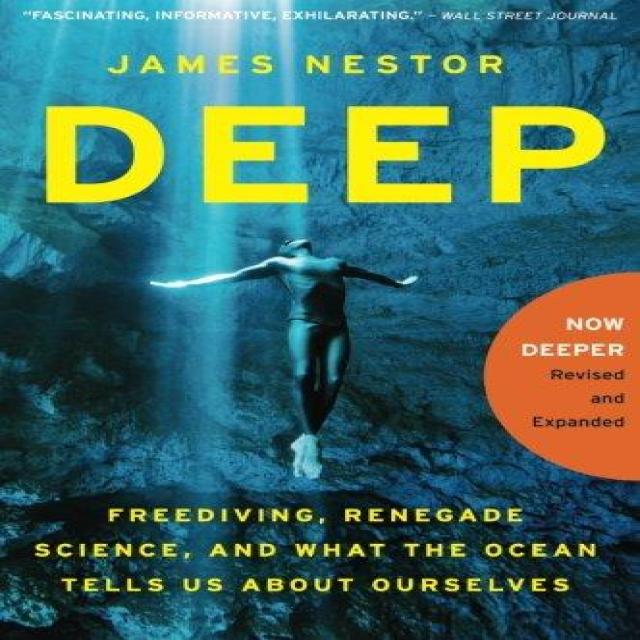 "FASCINATING, INFORMATIVE, EXHILARATING." – WALL STREET JOURNAL
JAMES NESTOR
DEEP
NOW
DEEPER
Revised
and
Expanded
FREEDIVING, RENEGADE
SCIENCE, AND WHAT THE OCEAN
TELLS US ABOUT OURSELVES